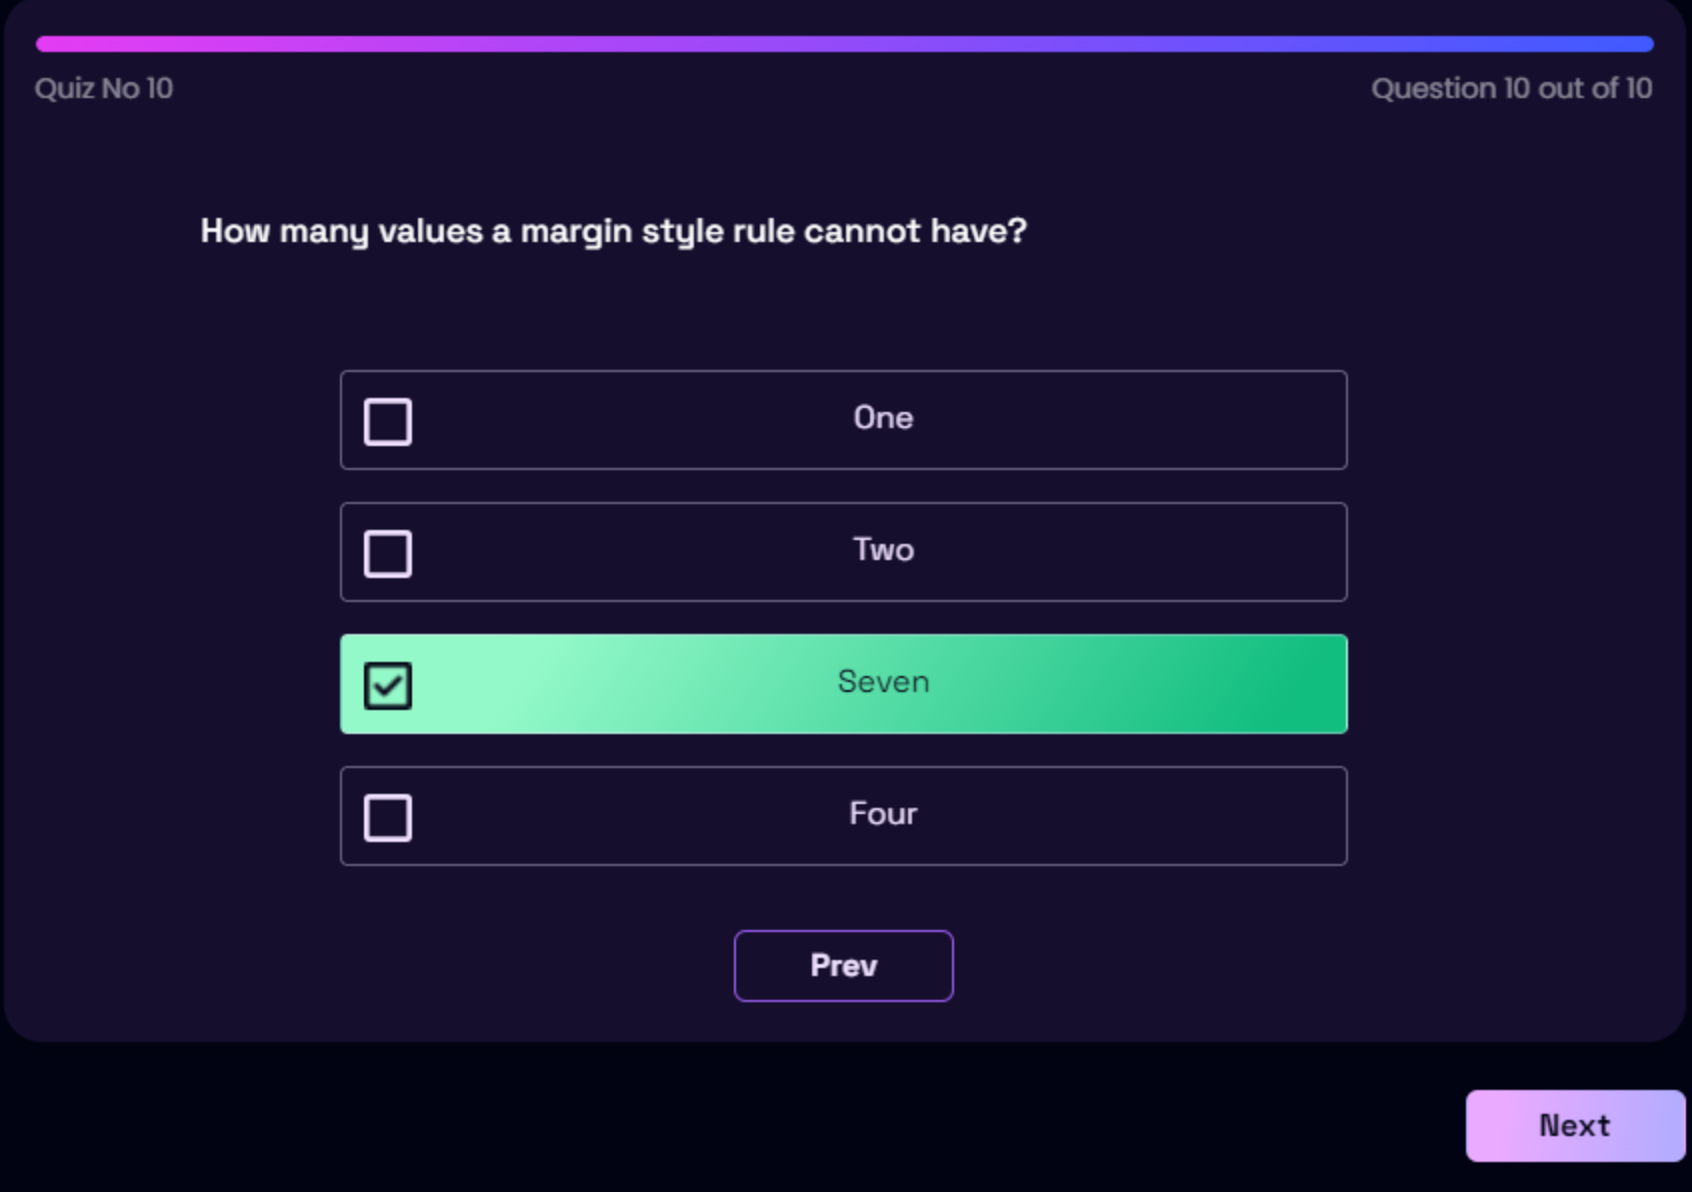 Quiz No 10
Question 10 out of 10
How many values a margin style rule cannot have?
One
Two
Seven
Four
Prev
Next